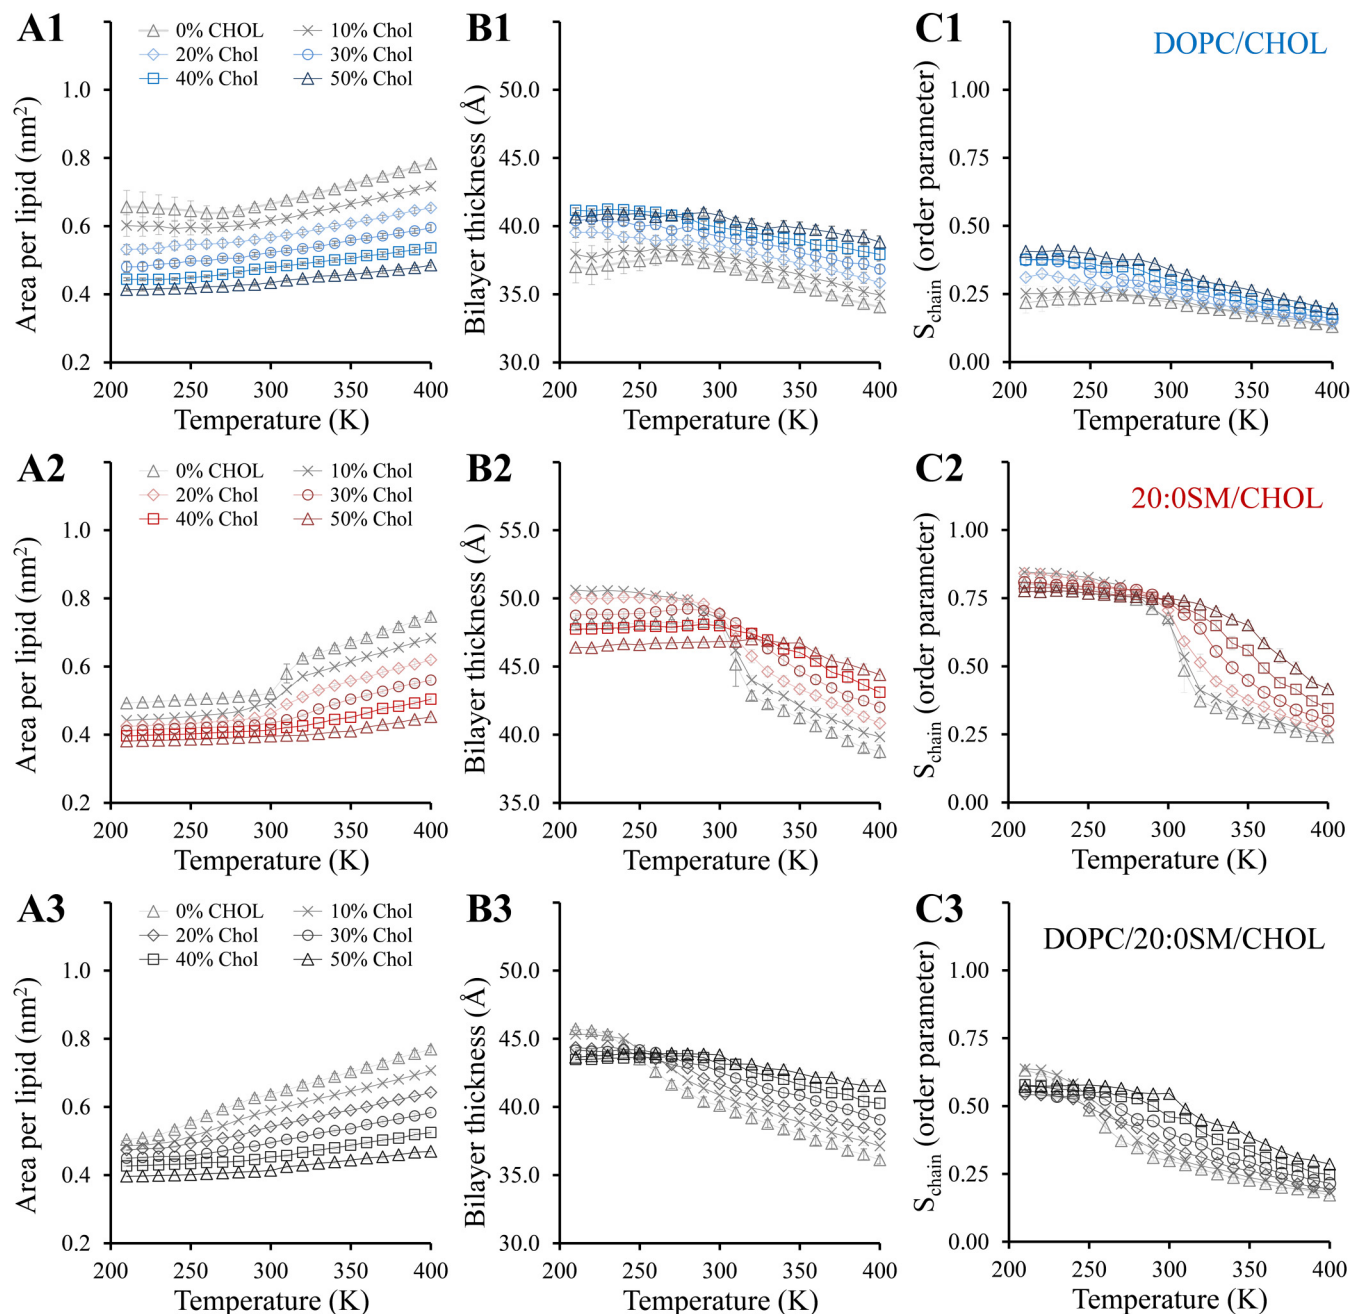 A1
0% CHOL 10% Chol
20% Chol 30% Chol
40% Chol 50% Chol
Area per lipid (nm²)
1.0
0.8
0.6
0.4
0.2
200 250 300 350 400
Temperature (K)
B1
Bilayer thickness (Å)
50.0
45.0
40.0
35.0
30.0
200 250 300 350 400
Temperature (K)
C1
DOPC/CHOL
S_chain (order parameter)
1.00
0.75
0.50
0.25
0.00
200 250 300 350 400
Temperature (K)
A2
0% CHOL 10% Chol
20% Chol 30% Chol
40% Chol 50% Chol
Area per lipid (nm²)
1.0
0.8
0.6
0.4
0.2
200 250 300 350 400
Temperature (K)
B2
Bilayer thickness (Å)
55.0
50.0
45.0
40.0
35.0
200 250 300 350 400
Temperature (K)
C2
20:0SM/CHOL
S_chain (order parameter)
1.00
0.75
0.50
0.25
0.00
200 250 300 350 400
Temperature (K)
A3
0% CHOL 10% Chol
20% Chol 30% Chol
40% Chol 50% Chol
Area per lipid (nm²)
1.0
0.8
0.6
0.4
0.2
200 250 300 350 400
Temperature (K)
B3
Bilayer thickness (Å)
50.0
45.0
40.0
35.0
30.0
200 250 300 350 400
Temperature (K)
C3
DOPC/20:0SM/CHOL
S_chain (order parameter)
1.00
0.75
0.50
0.25
0.00
200 250 300 350 400
Temperature (K)